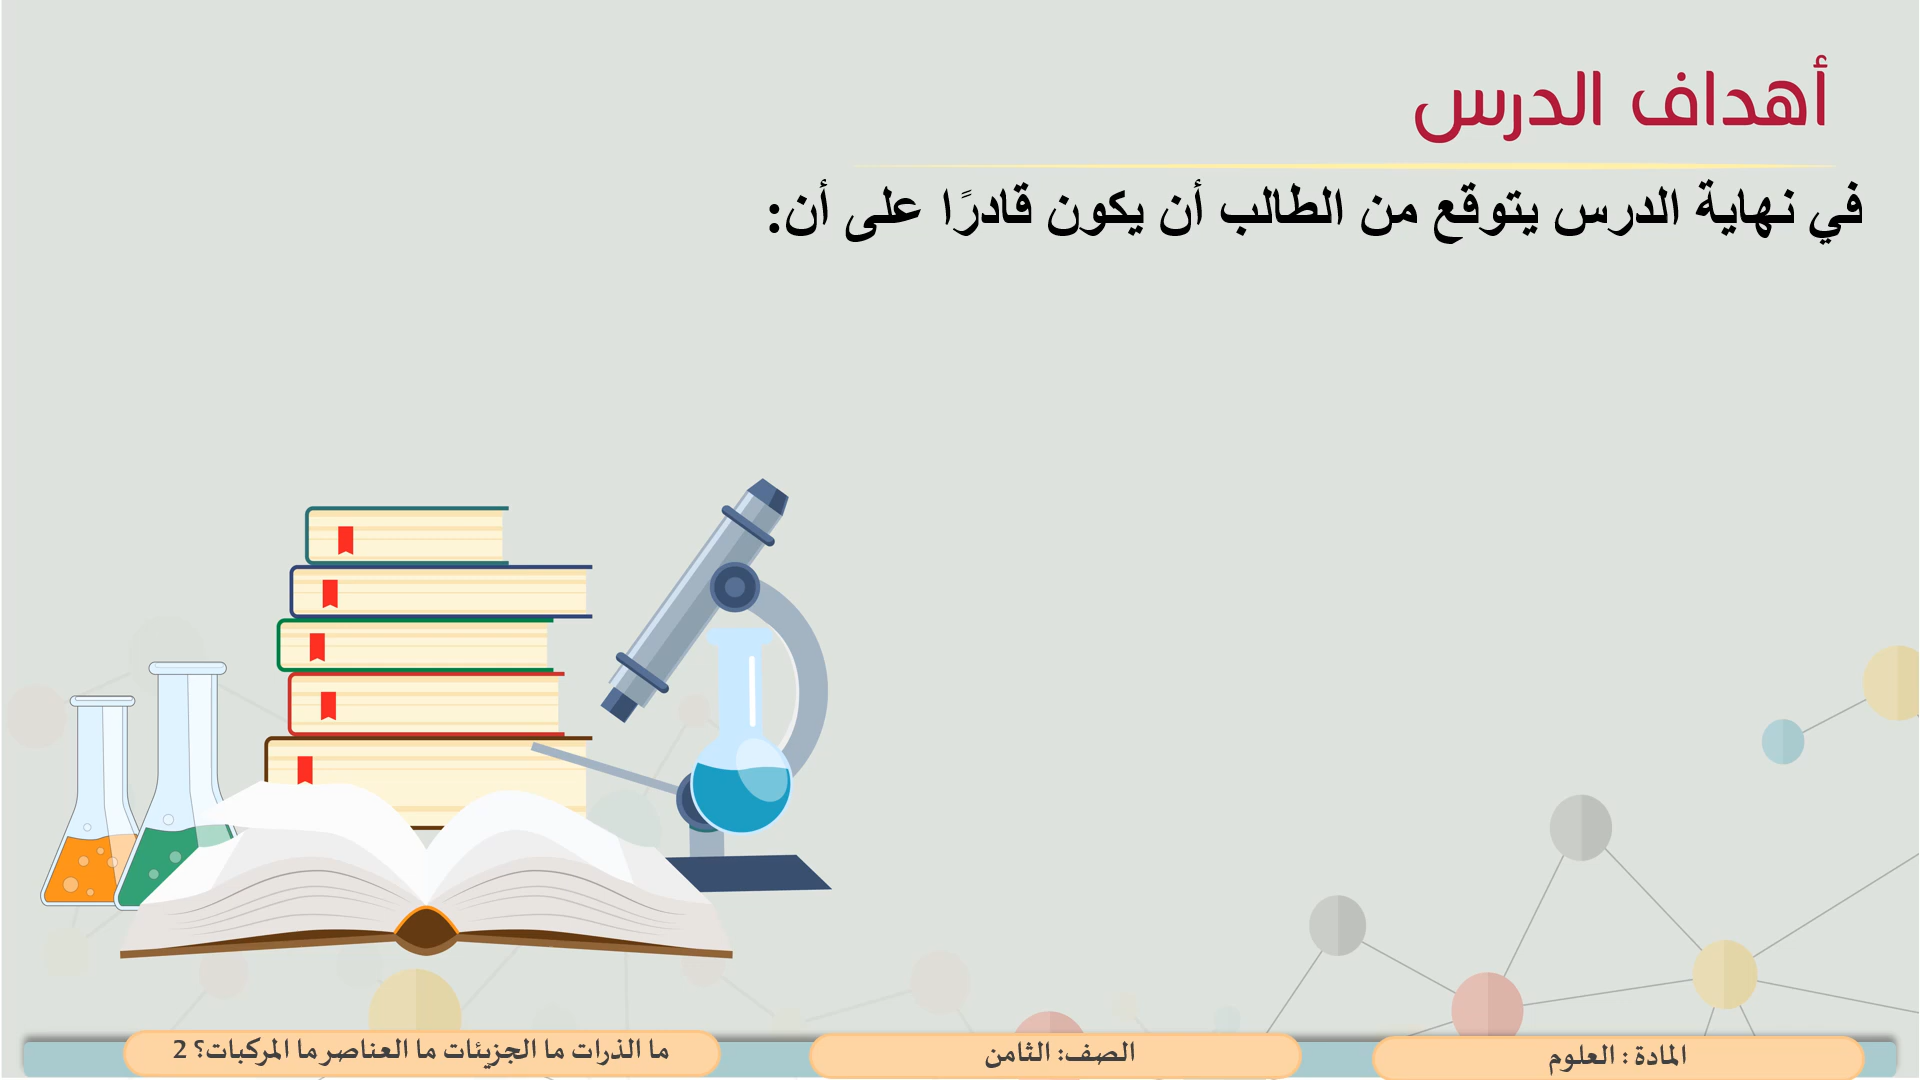 أهداف الدرس
في نهاية الدرس يتوقع من الطالب أن يكون قادرًا على أن:
المادة : العلوم
الصف: الثامن
ما الذرات ما الجزيئات ما العناصر ما المركبات؟ 2